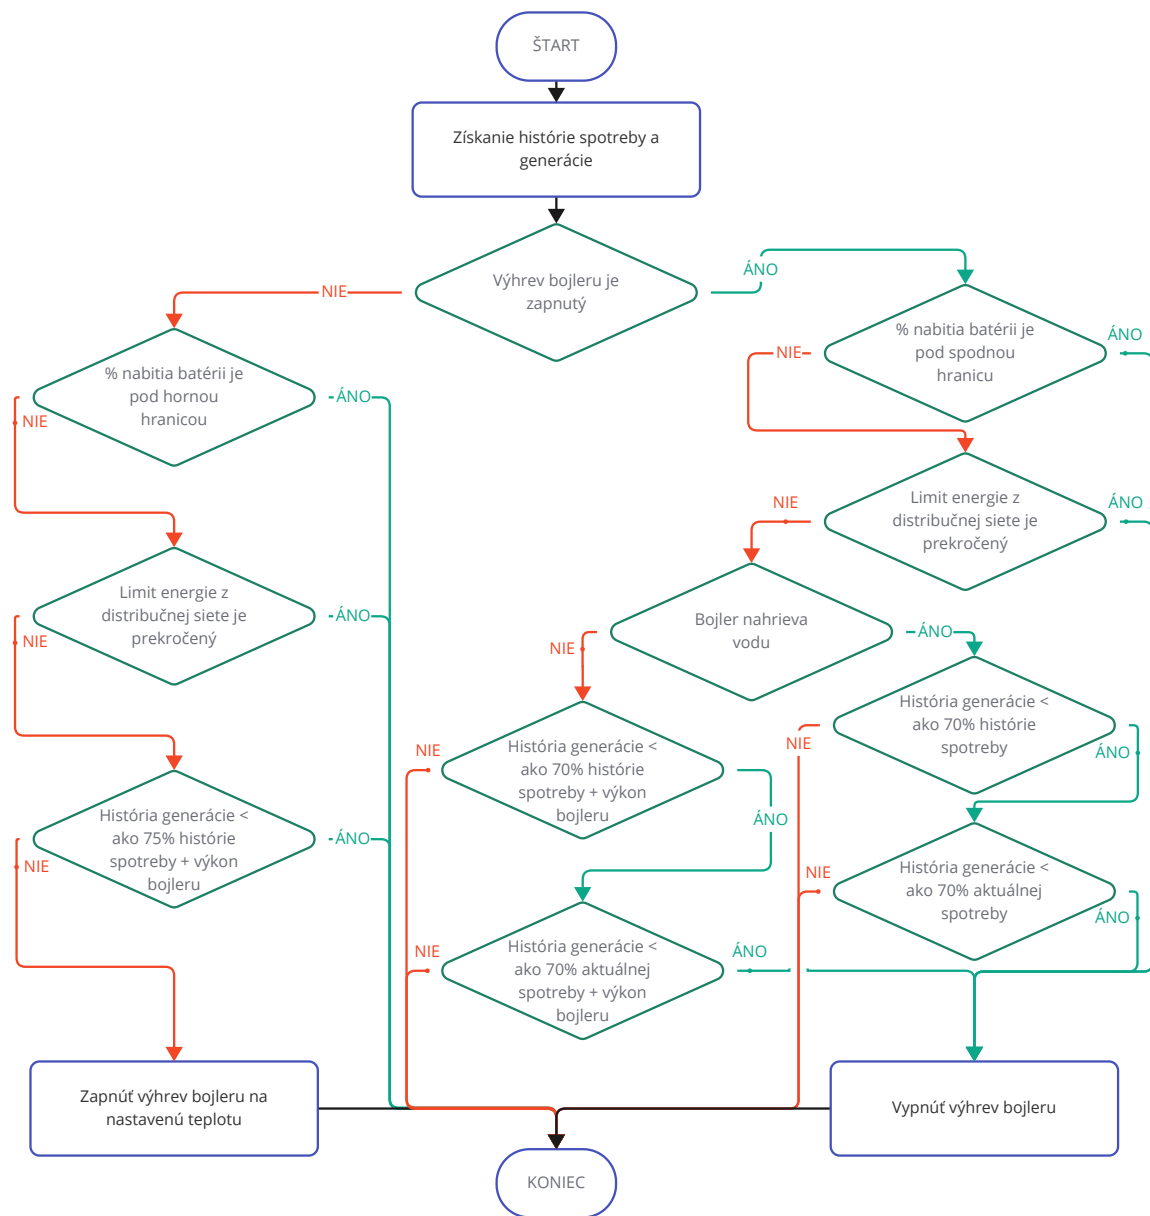 ŠTART
Získanie histórie spotreby a
generácie
Výhrev bojleru je
zapnutý
NIE
ÁNO
% nabitia batérii je
pod hornou
hranicou
NIE
ÁNO
% nabitia batérii je
pod spodnou
hranicu
NIE
ÁNO
Limit energie z
distribučnej siete je
prekročený
NIE
ÁNO
Limit energie z
distribučnej siete je
prekročený
NIE
ÁNO
Bojler nahrieva
vodu
NIE
ÁNO
História generácie <
ako 75% histórie
spotreby + výkon
bojleru
NIE
ÁNO
História generácie <
ako 70% histórie
spotreby + výkon
bojleru
NIE
ÁNO
História generácie <
ako 70% histórie
spotreby
NIE
ÁNO
História generácie <
ako 70% aktuálnej
spotreby + výkon
bojleru
NIE
ÁNO
História generácie <
ako 70% aktuálnej
spotreby
NIE
ÁNO
Zapnúť výhrev bojleru na
nastavenú teplotu
Vypnúť výhrev bojleru
KONIEC